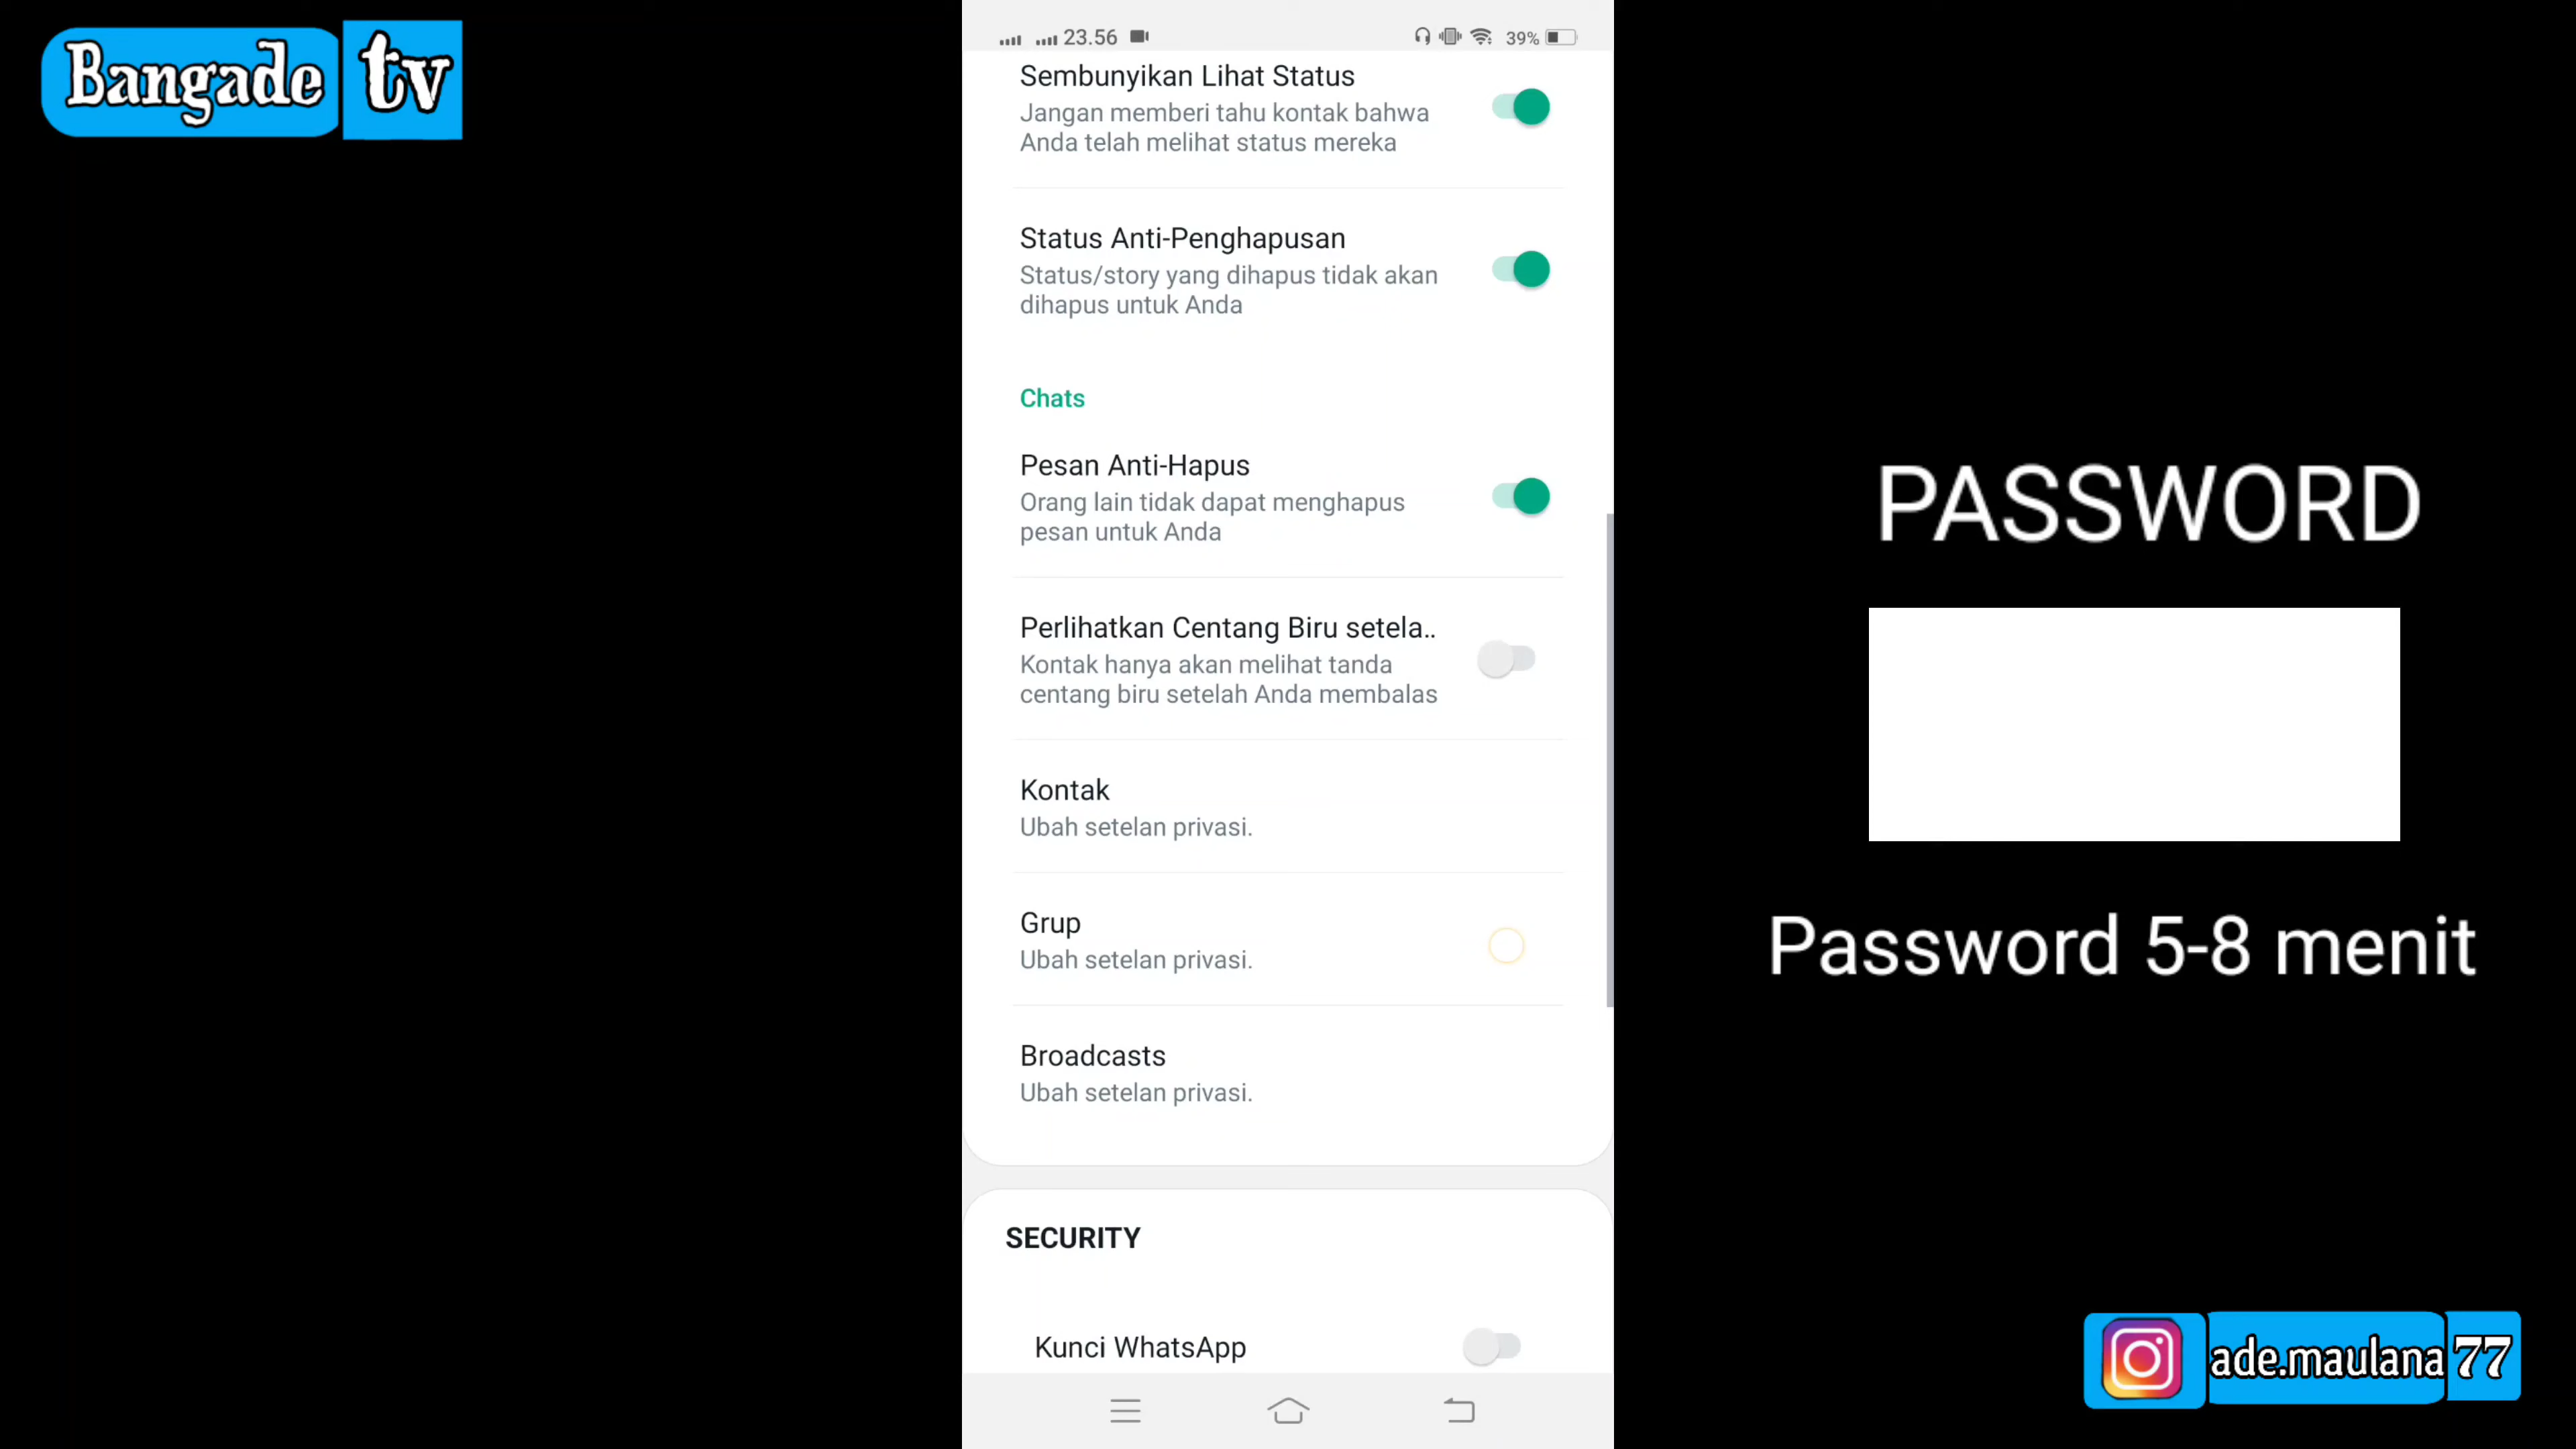 Bangade tv
23.56
39%
Sembunyikan Lihat Status
Jangan memberi tahu kontak bahwa
Anda telah melihat status mereka
Status Anti-Penghapusan
Status/story yang dihapus tidak akan
dihapus untuk Anda
Chats
Pesan Anti-Hapus
Orang lain tidak dapat menghapus
pesan untuk Anda
Perlihatkan Centang Biru setela..
Kontak hanya akan melihat tanda
centang biru setelah Anda membalas
Kontak
Ubah setelan privasi.
Grup
Ubah setelan privasi.
Broadcasts
Ubah setelan privasi.
SECURITY
Kunci WhatsApp
PASSWORD
Password 5-8 menit
ade.maulana 77